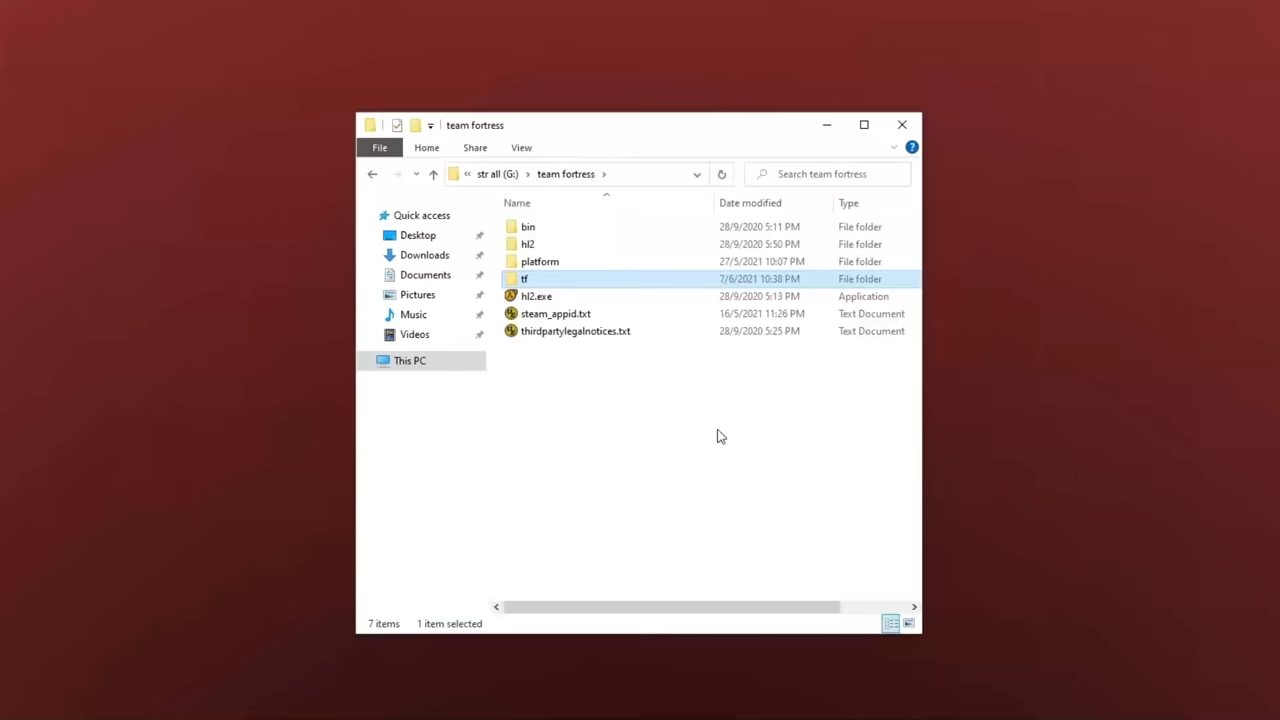 team fortress
File Home Share View
« str all (G:) › team fortress ›
Search team fortress
Name Date modified Type
Quick access
Desktop
Downloads
Documents
Pictures
Music
Videos
This PC
bin 28/9/2020 5:11 PM File folder
hl2 28/9/2020 5:50 PM File folder
platform 27/5/2021 10:07 PM File folder
tf 7/6/2021 10:38 PM File folder
hl2.exe 28/9/2020 5:13 PM Application
steam_appid.txt 16/5/2021 11:26 PM Text Document
thirdpartylegalnotices.txt 28/9/2020 5:25 PM Text Document
7 items 1 item selected